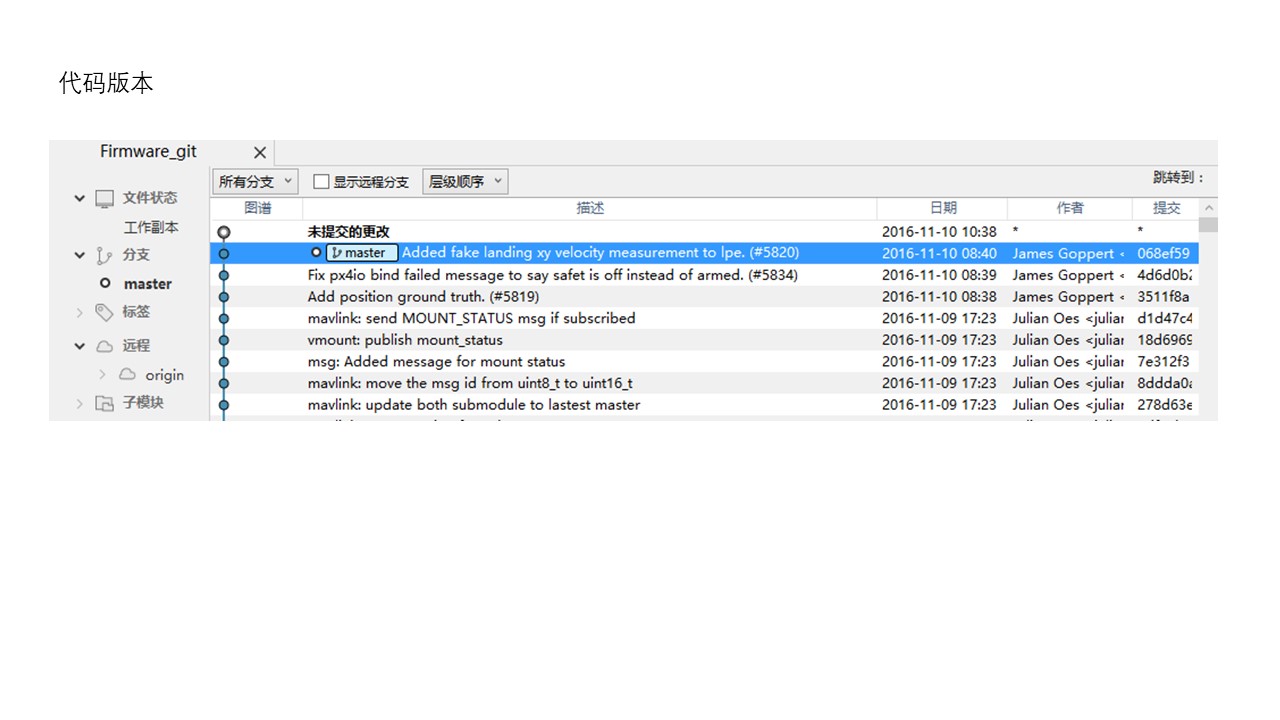 代码版本
Firmware_git
所有分支 显示远程分支 层级顺序 跳转到：
文件状态
工作副本
分支
master
标签
远程
origin
子模块
图谱 描述 日期 作者 提交
未提交的更改 2016-11-10 10:38 * *
master Added fake landing xy velocity measurement to lpe. (#5820) 2016-11-10 08:40 James Goppert < 068ef59
Fix px4io bind failed message to say safet is off instead of armed. (#5834) 2016-11-10 08:39 James Goppert < 4d6d0b
Add position ground truth. (#5819) 2016-11-10 08:38 James Goppert < 3511f8a
mavlink: send MOUNT_STATUS msg if subscribed 2016-11-09 17:23 Julian Oes <julian d1d47c4
vmount: publish mount_status 2016-11-09 17:23 Julian Oes <julian 18d6969
msg: Added message for mount status 2016-11-09 17:23 Julian Oes <julian 7e312f3
mavlink: move the msg id from uint8_t to uint16_t 2016-11-09 17:23 Julian Oes <julian 8ddda0
mavlink: update both submodule to lastest master 2016-11-09 17:23 Julian Oes <julian 278d63e